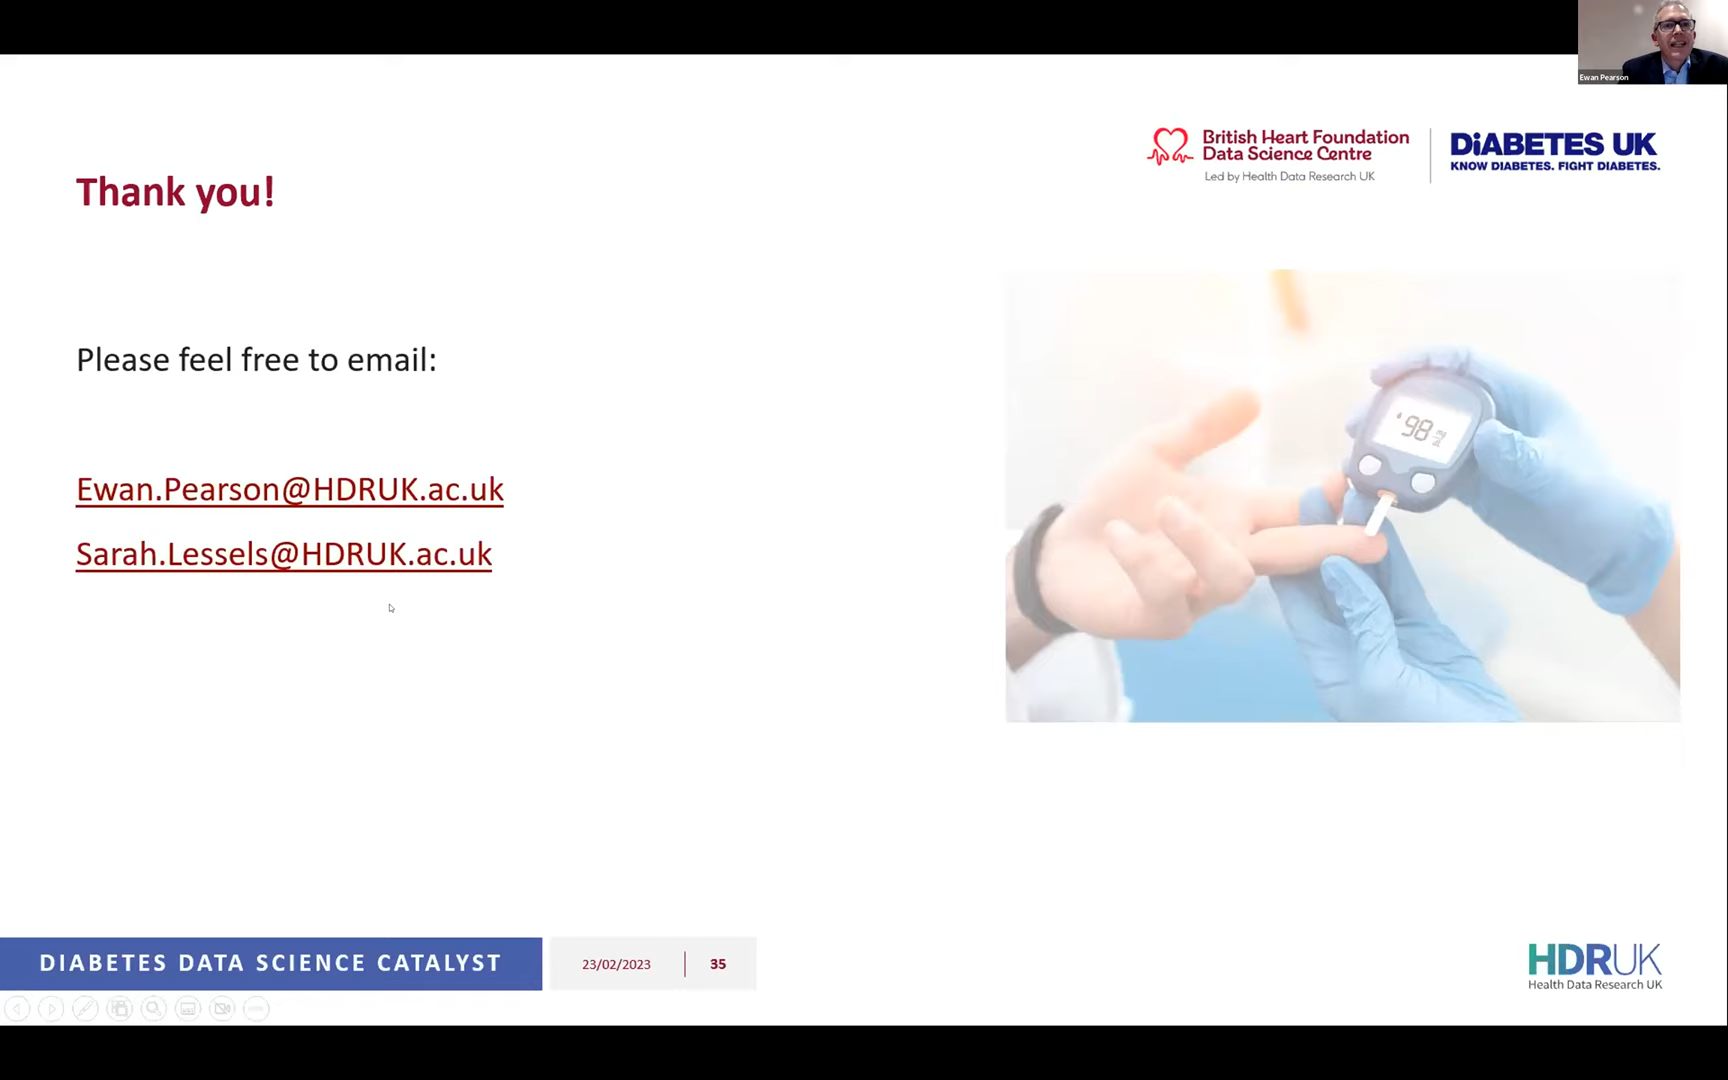 Ewan Pearson
British Heart Foundation
Data Science Centre
Led by Health Data Research UK
DiABETES UK
KNOW DIABETES. FIGHT DIABETES.
Thank you!
Please feel free to email:
98
Ewan.Pearson@HDRUK.ac.uk
Sarah.Lessels@HDRUK.ac.uk
DIABETES DATA SCIENCE CATALYST
23/02/2023
35
HDRUK
Health Data Research UK